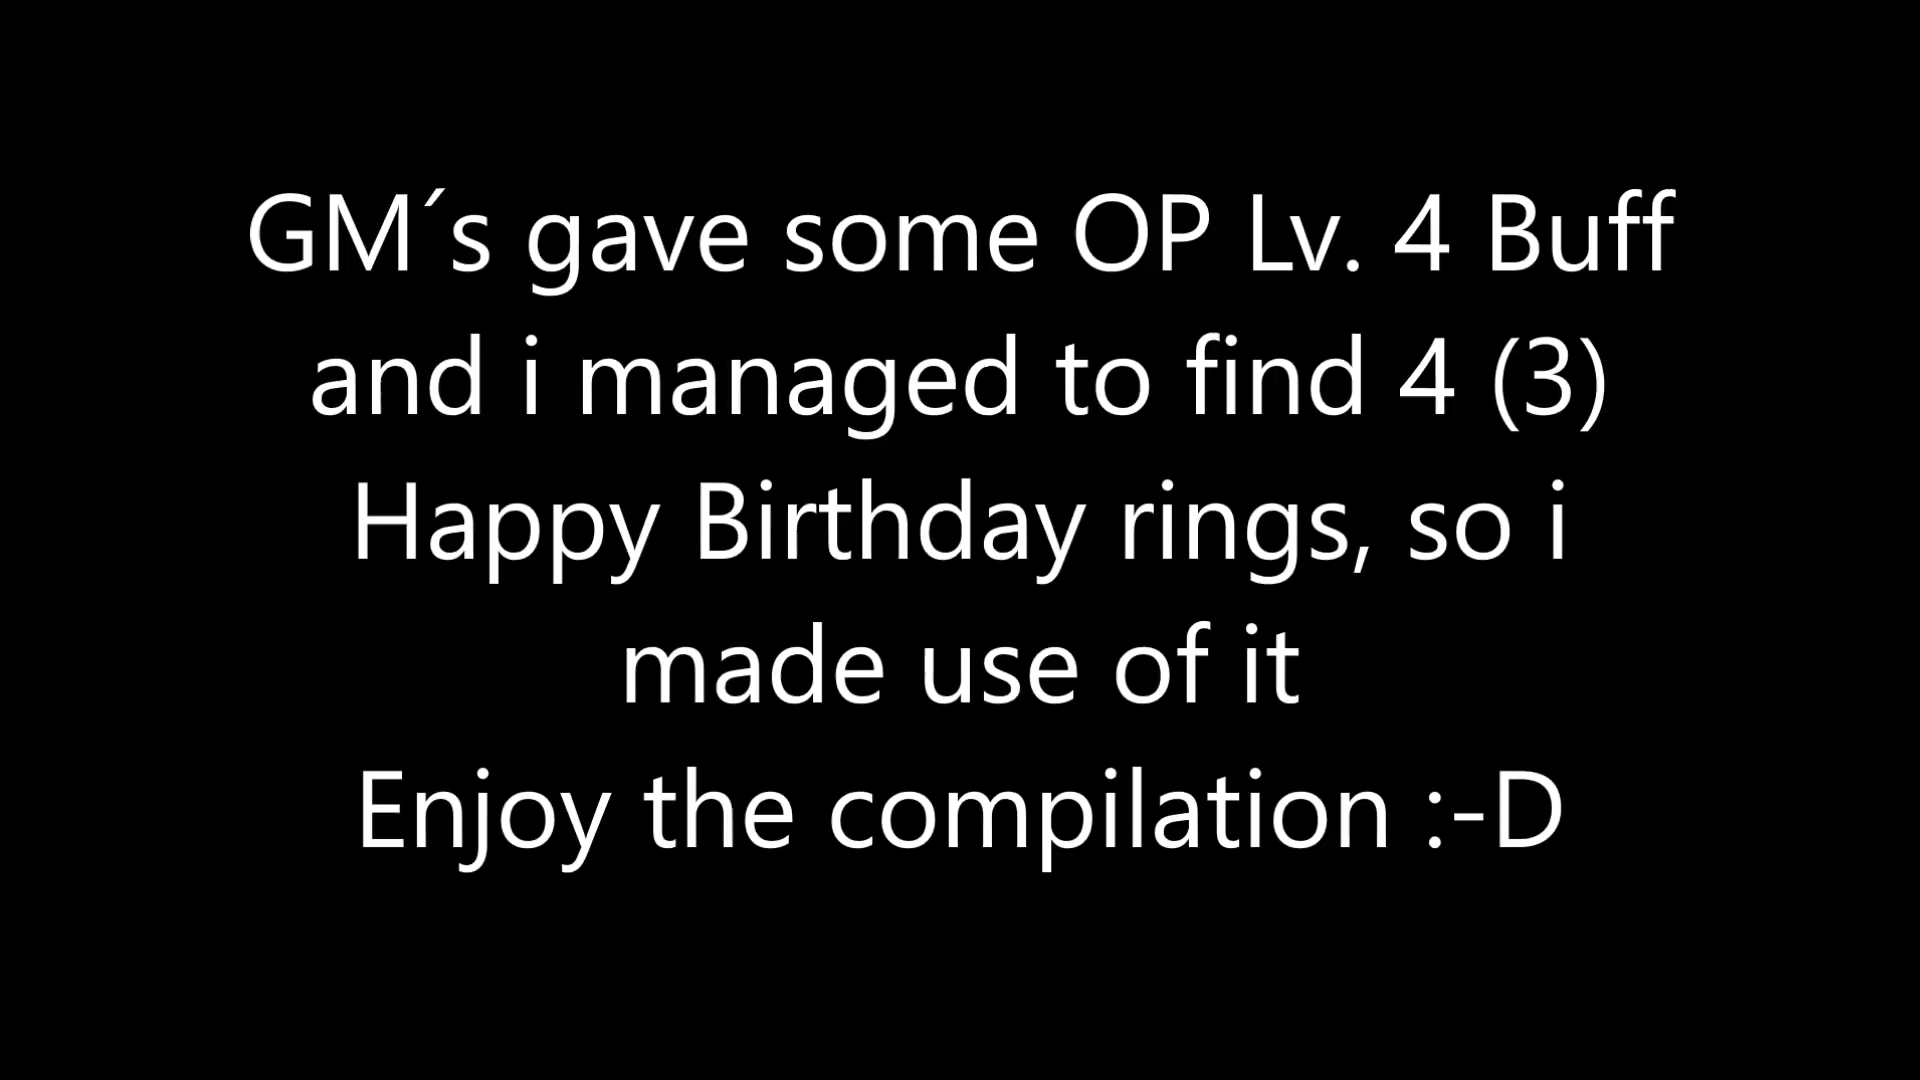 GM´s gave some OP Lv. 4 Buff
and i managed to find 4 (3)
Happy Birthday rings, so i
made use of it
Enjoy the compilation :-D